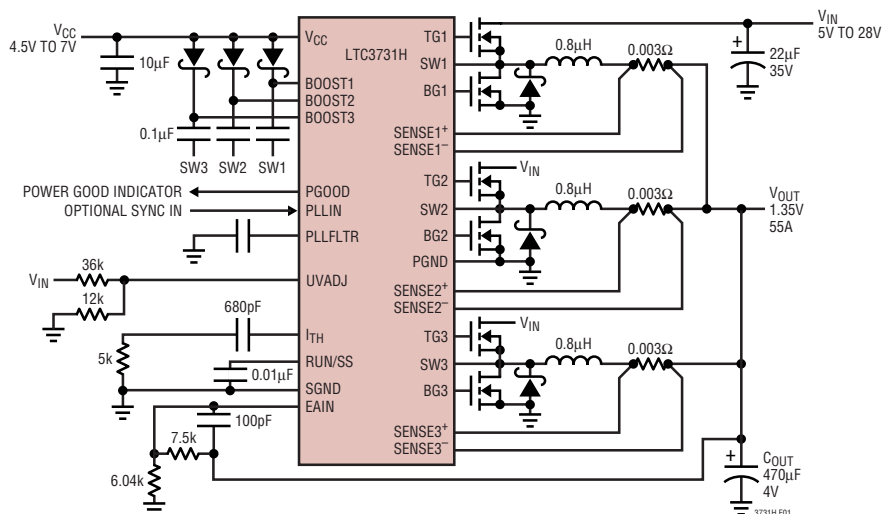 VCC
4.5V TO 7V
10µF
0.1µF
SW3 SW2 SW1
POWER GOOD INDICATOR
OPTIONAL SYNC IN
VIN
36k
12k
680pF
5k
0.01µF
100pF
7.5k
6.04k
LTC3731H
VCC
BOOST1
BOOST2
BOOST3
PGOOD
PLLIN
PLLFLTR
UVADJ
ITH
RUN/SS
SGND
EAIN
TG1
SW1
BG1
SENSE1+
SENSE1–
TG2
SW2
BG2
PGND
SENSE2+
SENSE2–
TG3
SW3
BG3
SENSE3+
SENSE3–
0.8µH
0.003Ω
VIN
5V TO 28V
22µF
35V
+
VIN
0.8µH
0.003Ω
VOUT
1.35V
55A
VIN
0.8µH
0.003Ω
+
COUT
470µF
4V
3731H F01